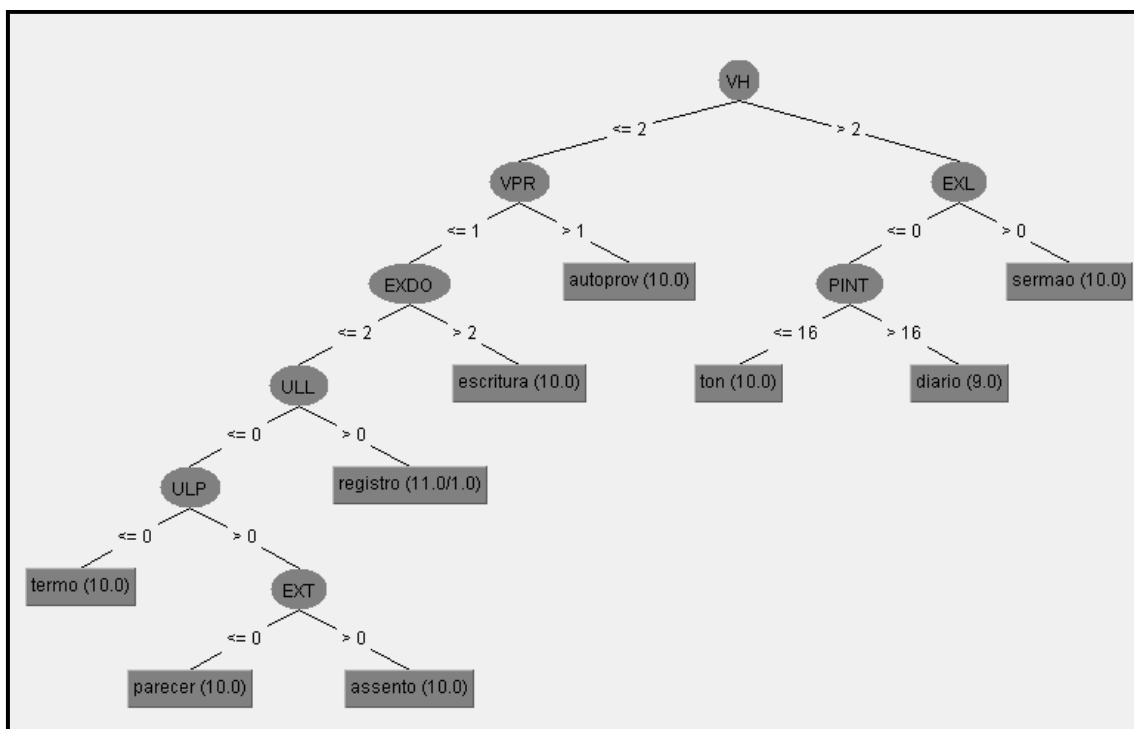 VH
<= 2 > 2
VPR EXL
<= 1 > 1 <= 0 > 0
EXDO autoprov (10.0) PINT sermao (10.0)
<= 2 > 2 <= 16 > 16
ULL escritura (10.0) ton (10.0) diario (9.0)
<= 0 > 0
ULP registro (11.0/1.0)
<= 0 > 0
termo (10.0) EXT
<= 0 > 0
parecer (10.0) assento (10.0)